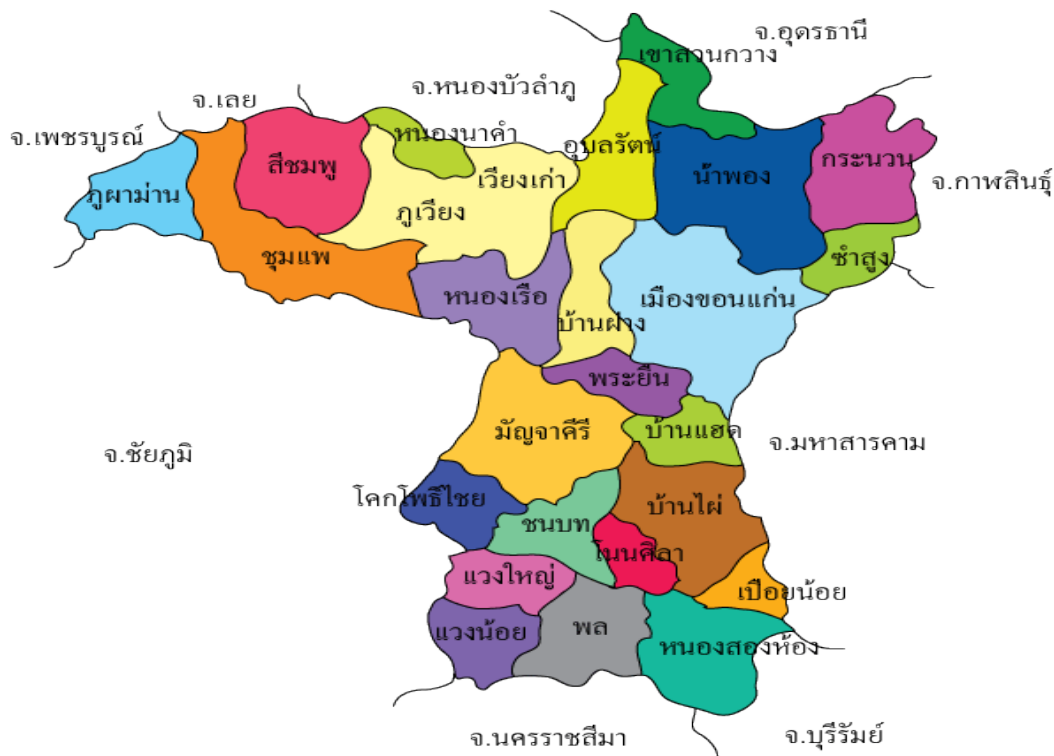 จ.อุดรธานี
เขาสวนกวาง
จ.หนองบัวลำภู
จ.เลย
จ.เพชรบูรณ์
หนองนาคำ
อุบลรัตน์
สีชมพู
น้ำพอง
กระนวน
เวียงเก่า
ภูผาม่าน
จ.กาฬสินธุ์
ภูเวียง
ชุมแพ
ซำสูง
หนองเรือ
เมืองขอนแก่น
บ้านฝาง
พระยืน
มัญจาคีรี
บ้านแฮด
จ.มหาสารคาม
จ.ชัยภูมิ
โคกโพธิ์ไชย
บ้านไผ่
ชนบท
โนนศิลา
แวงใหญ่
เปือยน้อย
แวงน้อย
พล
หนองสองห้อง
จ.นครราชสีมา
จ.บุรีรัมย์